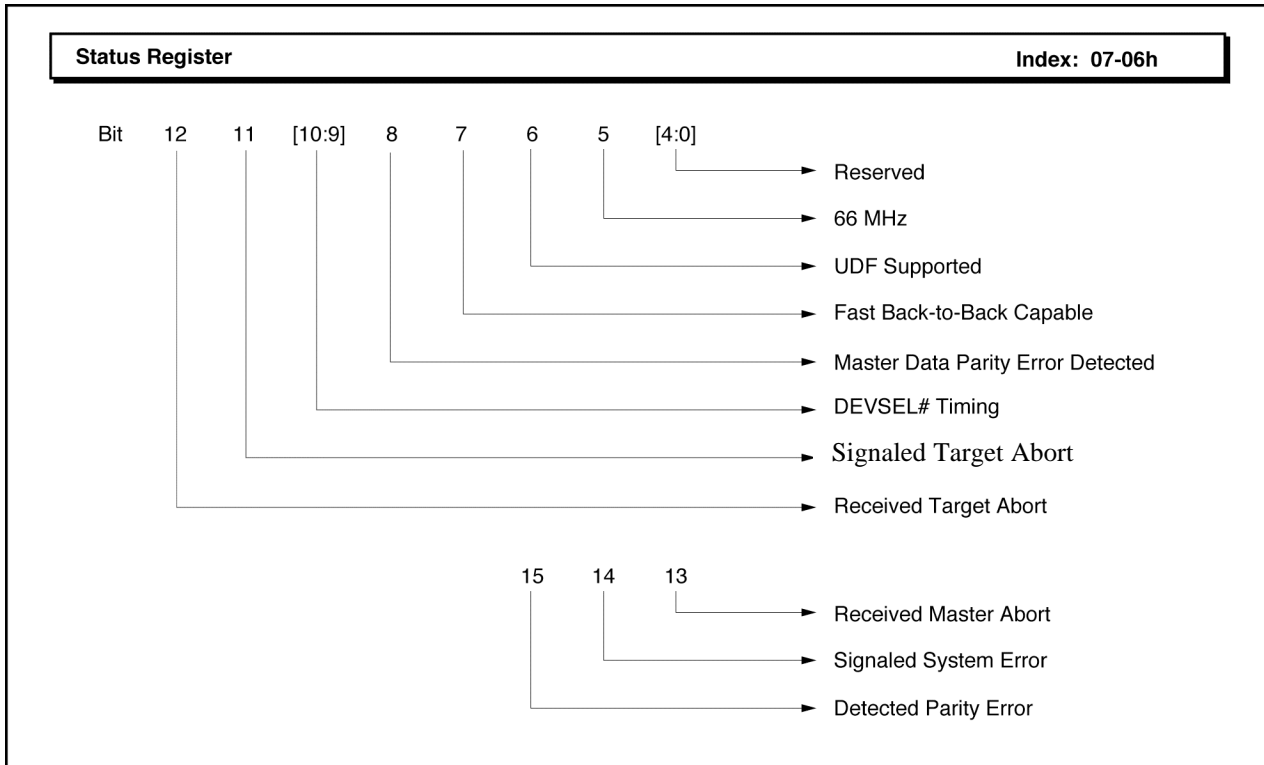 Status Register Index: 07-06h
Bit 12 11 [10:9] 8 7 6 5 [4:0]
Reserved
66 MHz
UDF Supported
Fast Back-to-Back Capable
Master Data Parity Error Detected
DEVSEL# Timing
Signaled Target Abort
Received Target Abort
15 14 13
Received Master Abort
Signaled System Error
Detected Parity Error